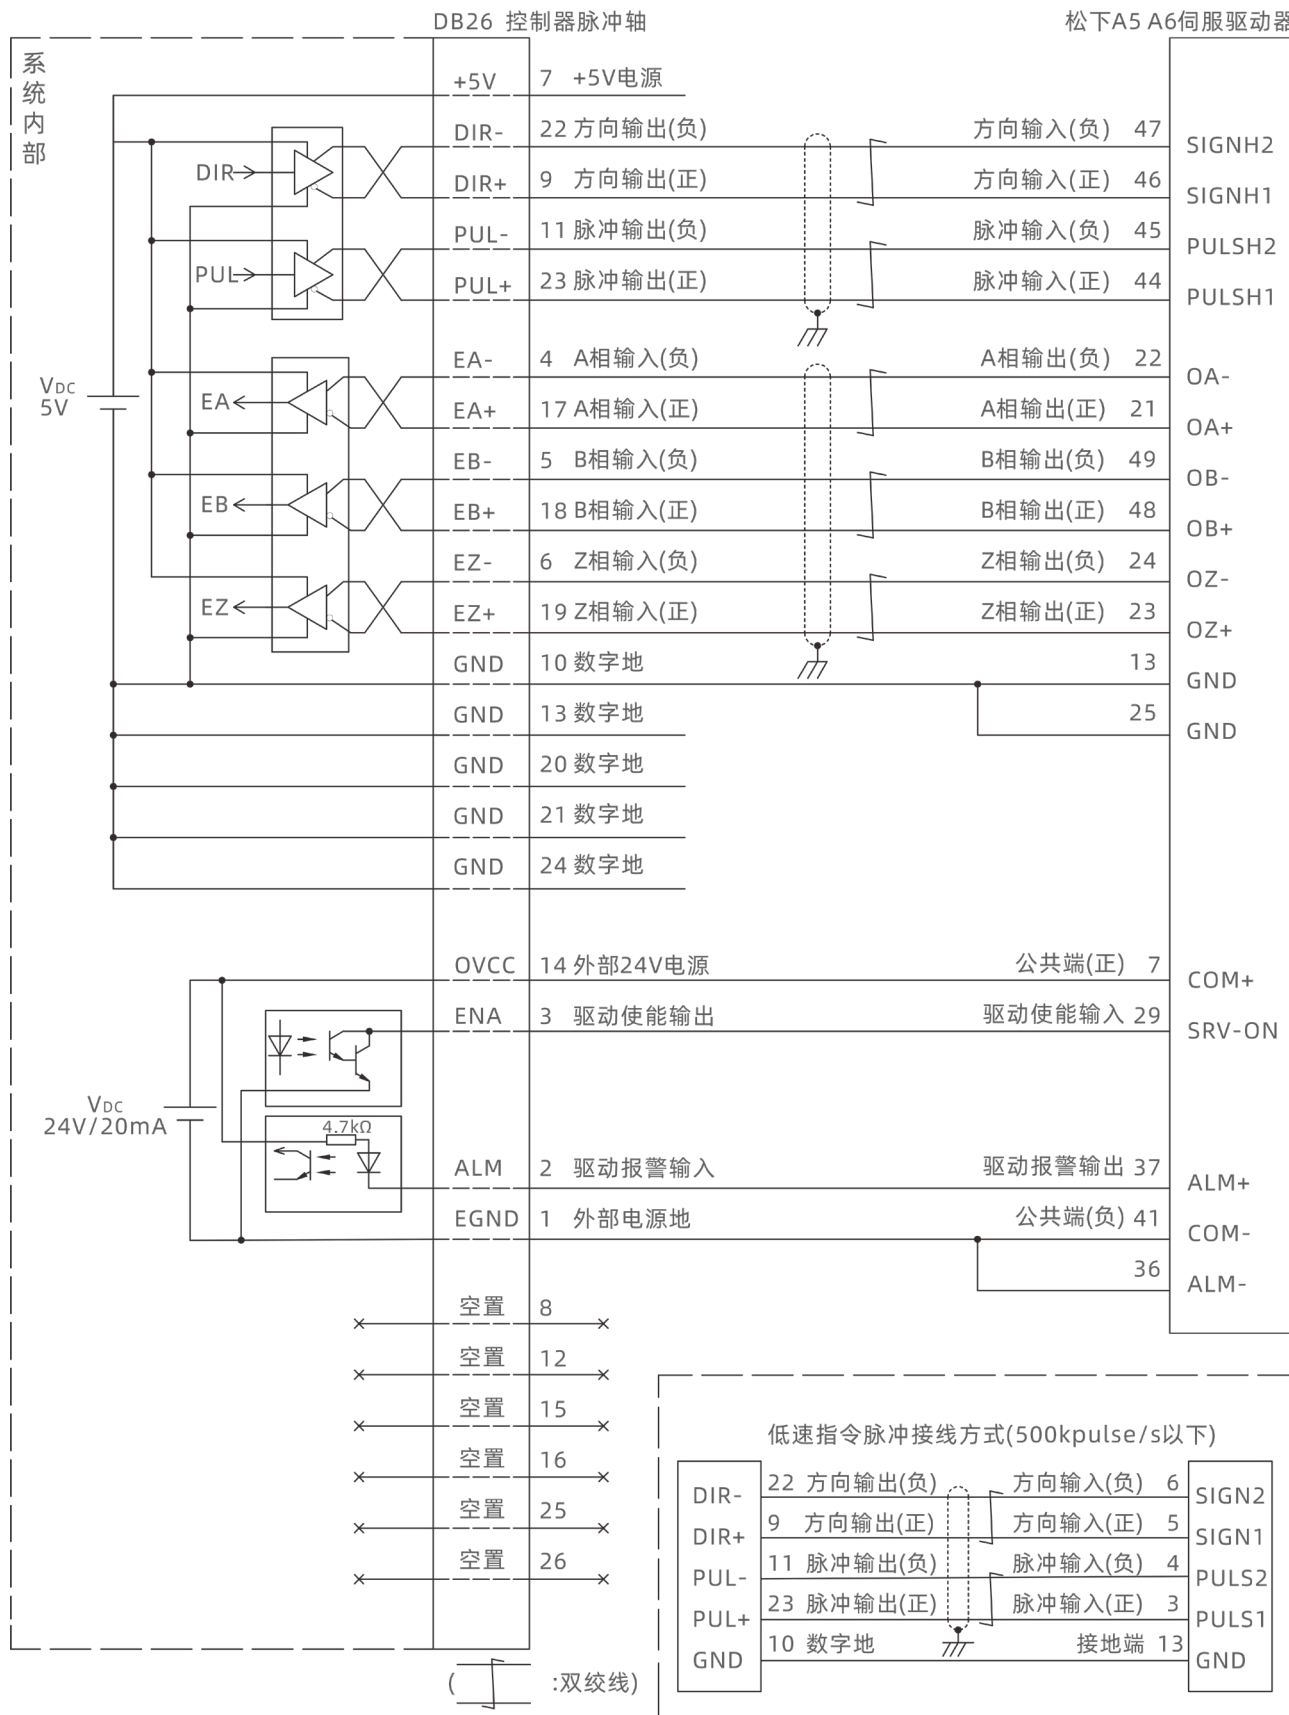 DB26 控制器脉冲轴 松下A5 A6伺服驱动器
系统内部
+5V 7 +5V电源
DIR- 22 方向输出(负) 方向输入(负) 47 SIGNH2
DIR
DIR+ 9 方向输出(正) 方向输入(正) 46 SIGNH1
PUL- 11 脉冲输出(负) 脉冲输入(负) 45 PULSH2
PUL
PUL+ 23 脉冲输出(正) 脉冲输入(正) 44 PULSH1
EA- 4 A相输入(负) A相输出(负) 22 OA-
VDC
5V
EA
EA+ 17 A相输入(正) A相输出(正) 21 OA+
EB- 5 B相输入(负) B相输出(负) 49 OB-
EB
EB+ 18 B相输入(正) B相输出(正) 48 OB+
EZ- 6 Z相输入(负) Z相输出(负) 24 OZ-
EZ
EZ+ 19 Z相输入(正) Z相输出(正) 23 OZ+
GND 10 数字地 13 GND
GND 13 数字地 25 GND
GND 20 数字地
GND 21 数字地
GND 24 数字地
OVCC 14 外部24V电源 公共端(正) 7 COM+
ENA 3 驱动使能输出 驱动使能输入 29 SRV-ON
VDC
24V/20mA
4.7kΩ
ALM 2 驱动报警输入 驱动报警输出 37 ALM+
EGND 1 外部电源地 公共端(负) 41 COM-
36 ALM-
空置 8
空置 12
空置 15
空置 16
空置 25
空置 26
低速指令脉冲接线方式(500kpulse/s以下)
DIR- 22 方向输出(负) 方向输入(负) 6 SIGN2
DIR+ 9 方向输出(正) 方向输入(正) 5 SIGN1
PUL- 11 脉冲输出(负) 脉冲输入(负) 4 PULS2
PUL+ 23 脉冲输出(正) 脉冲输入(正) 3 PULS1
GND 10 数字地 接地端 13 GND
( :双绞线)